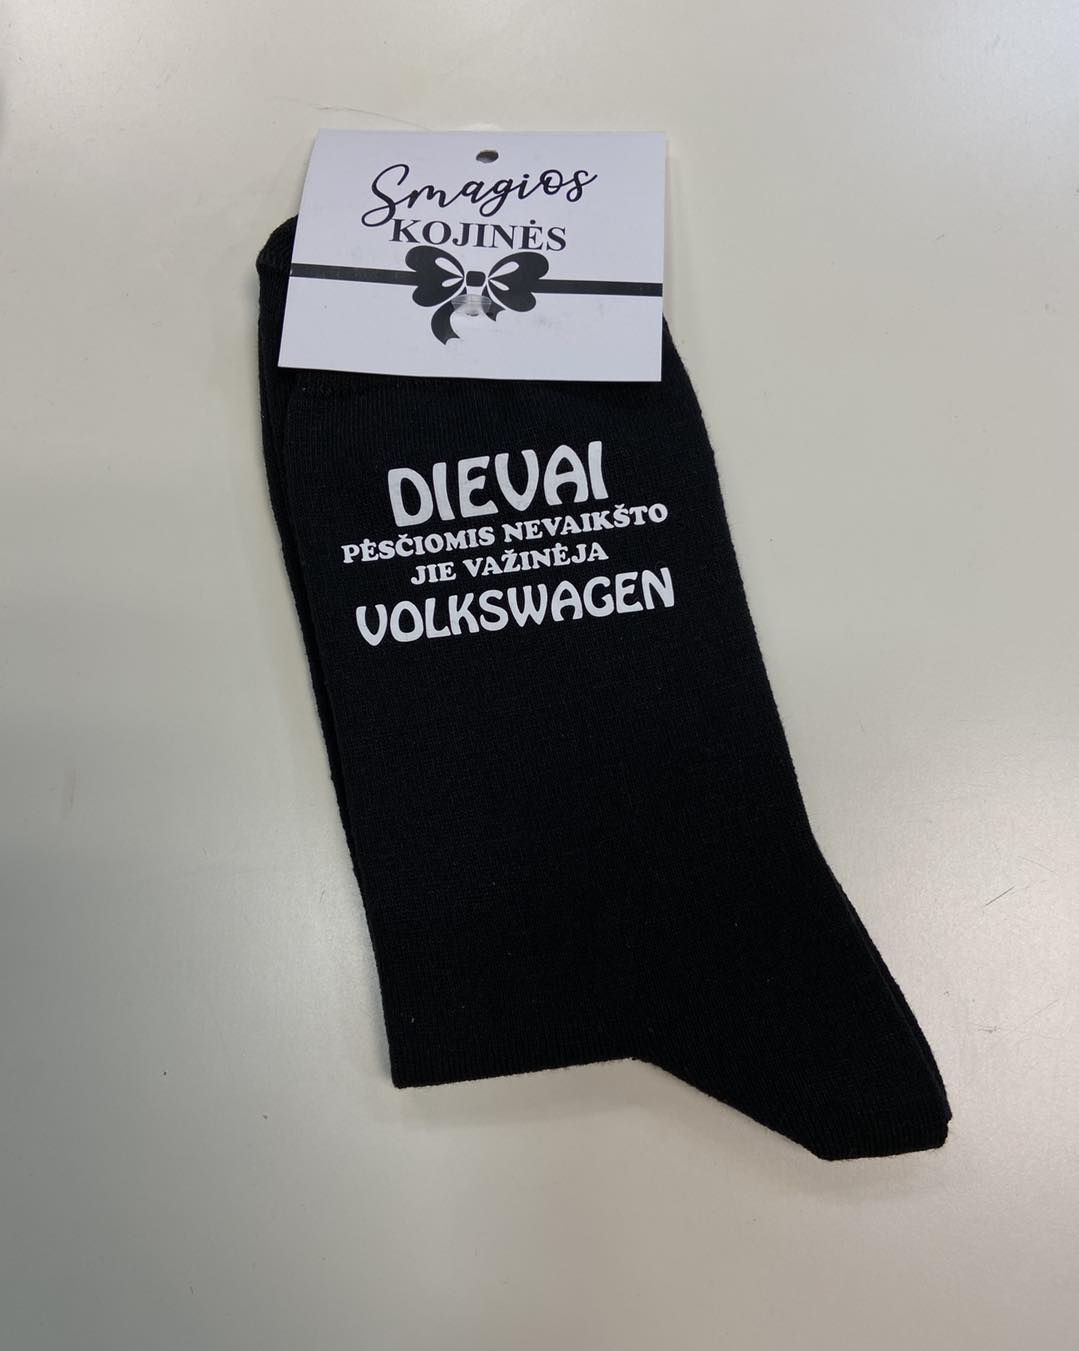 Smagios
KOJINĖS
DIEVAI
PĖSČIOMIS NEVAIKŠTO
JIE VAŽINĖJA
VOLKSWAGEN